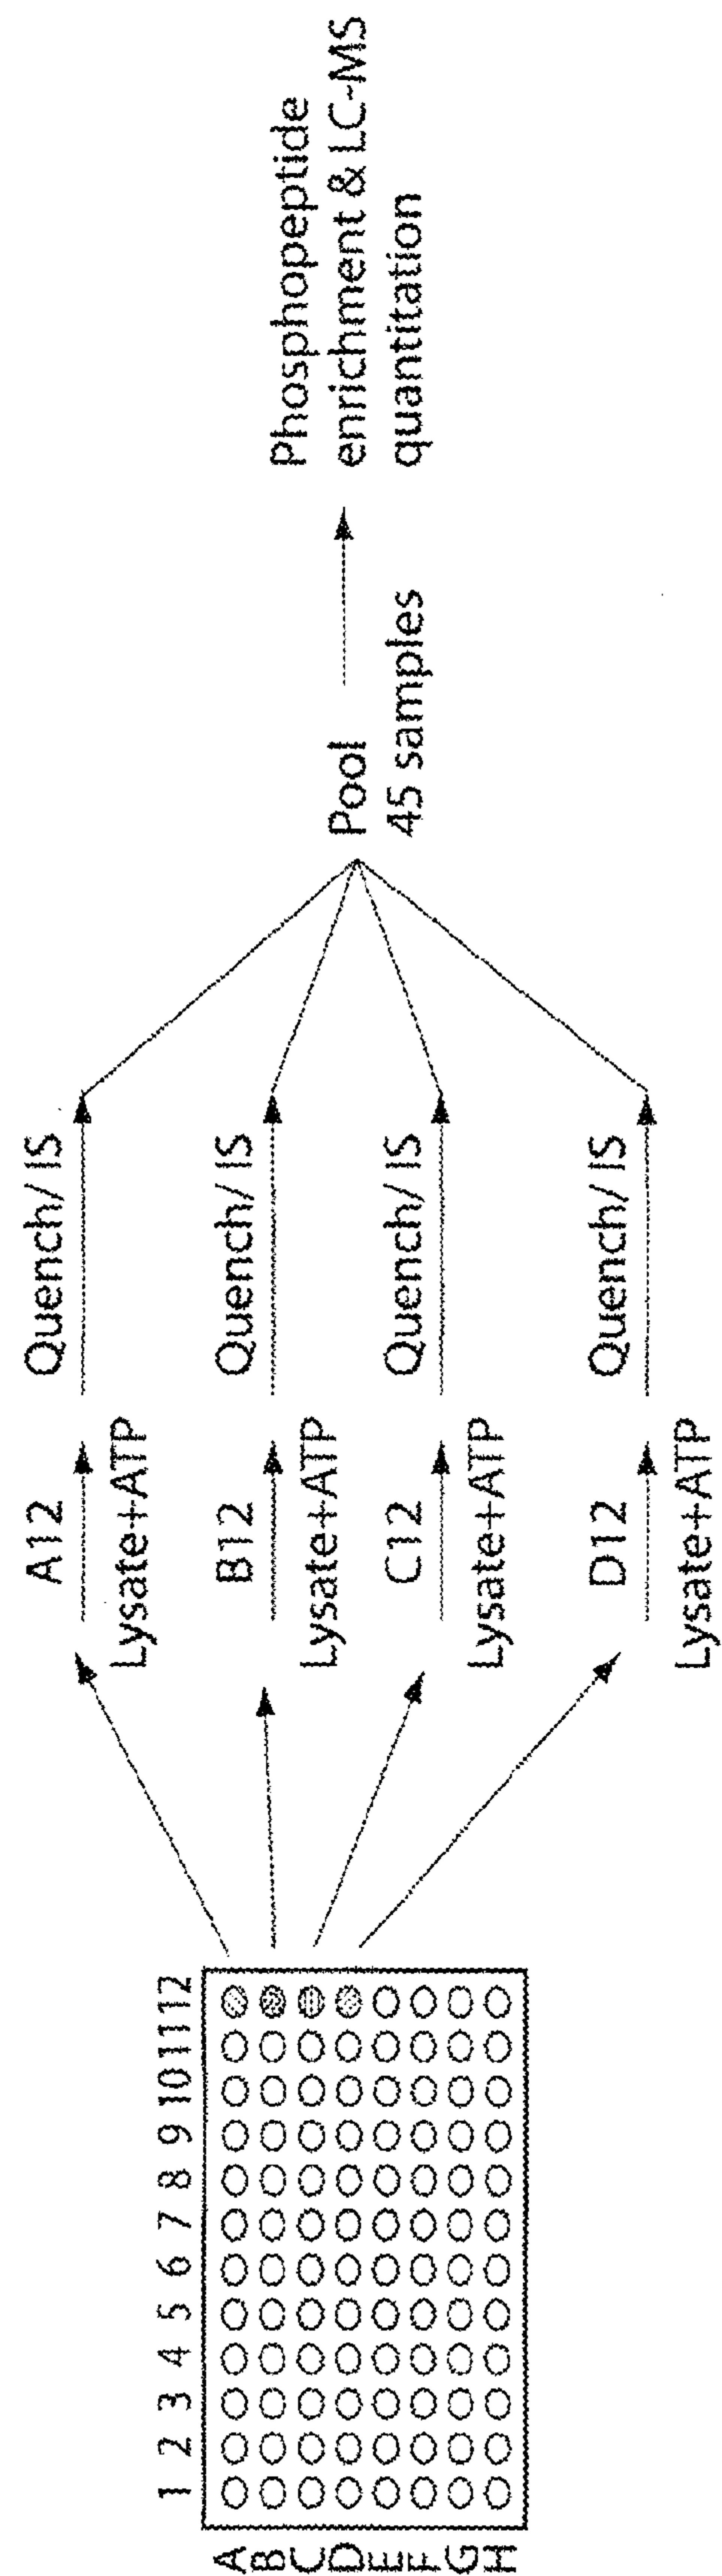 1 2 3 4 5 6 7 8 9 10 11 12
A
B
C
D
E
F
G
H
A12
Lysate+ATP
Quench/ IS
B12
Lysate+ATP
Quench/ IS
C12
Lysate+ATP
Quench/ IS
D12
Lysate+ATP
Quench/ IS
Pool
45 samples
Phosphopeptide
enrichment & LC-MS
quantitation